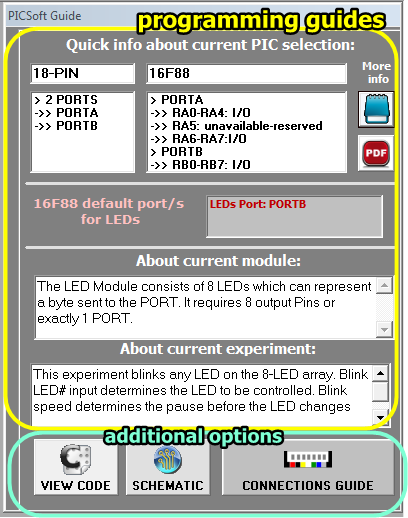 PICSoft Guide
programming guides
Quick info about current PIC selection:
18-PIN
16F88
More
info
> 2 PORTS
->> PORTA
->> PORTB
> PORTA
->> RA0-RA4: I/O
->> RA5: unavailable-reserved
->> RA6-RA7:I/O
> PORTB
->> RB0-RB7: I/O
PDF
16F88 default port/s
for LEDs
LEDs Port: PORTB
About current module:
The LED Module consists of 8 LEDs which can represent
a byte sent to the PORT. It requires 8 output Pins or
exactly 1 PORT.
About current experiment:
This experiment blinks any LED on the 8-LED array. Blink
LED# input determines the LED to be controlled. Blink
speed determines the pause before the LED changes
additional options
VIEW CODE
SCHEMATIC
CONNECTIONS GUIDE